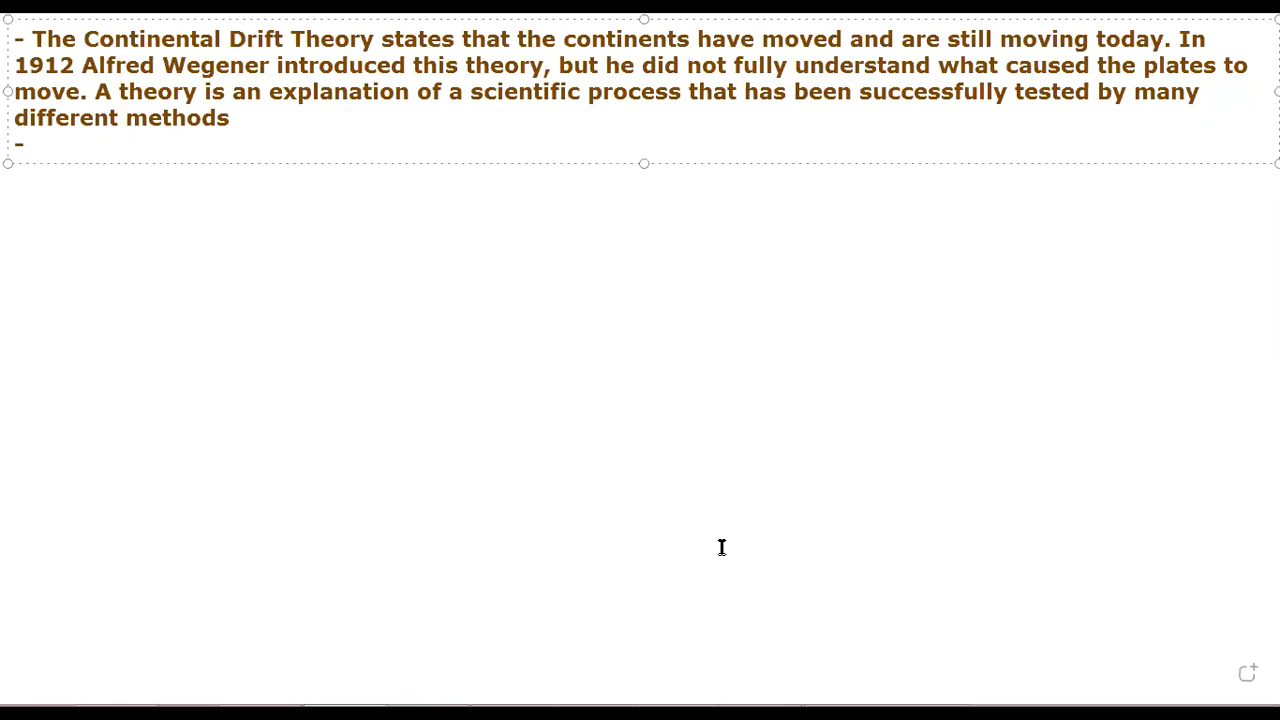 - The Continental Drift Theory states that the continents have moved and are still moving today. In
1912 Alfred Wegener introduced this theory, but he did not fully understand what caused the plates to
move. A theory is an explanation of a scientific process that has been successfully tested by many
different methods
-